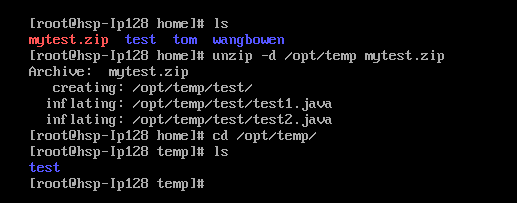 [root@hsp-Ip128 home]# ls
mytest.zip  test  tom  wangbowen
[root@hsp-Ip128 home]# unzip -d /opt/temp mytest.zip
Archive:  mytest.zip
   creating: /opt/temp/test/
  inflating: /opt/temp/test/test1.java
  inflating: /opt/temp/test/test2.java
[root@hsp-Ip128 home]# cd /opt/temp/
[root@hsp-Ip128 temp]# ls
test
[root@hsp-Ip128 temp]#